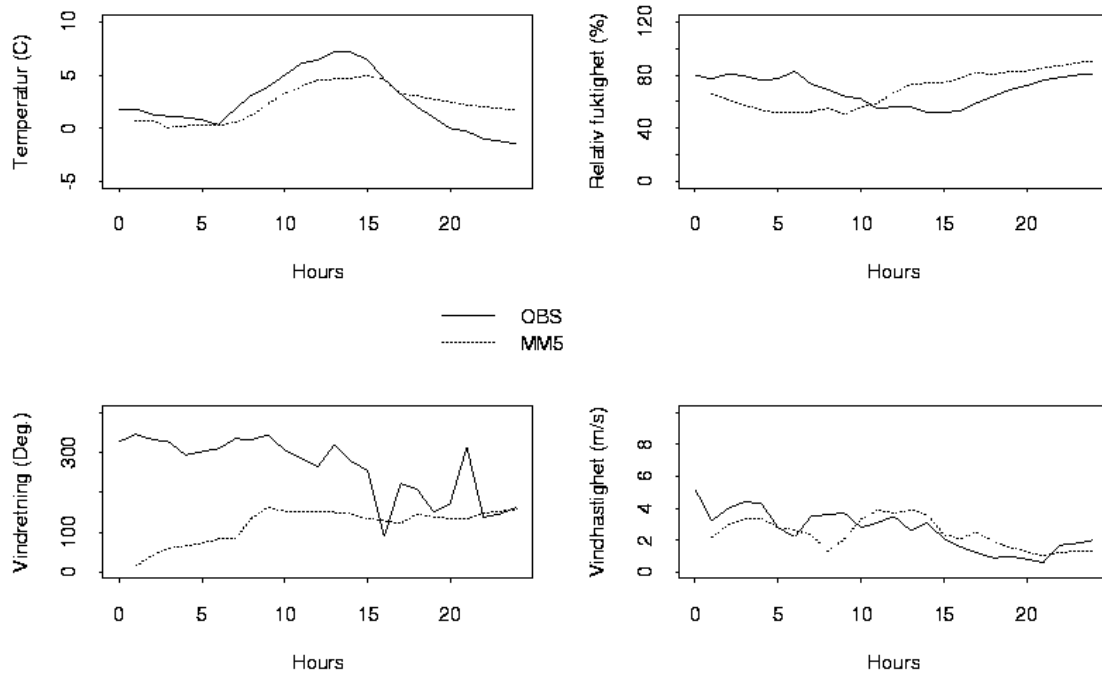 Temperatur (C)
10
5
0
-5
0 5 10 15 20
Hours
Relativ fuktighet (%)
120
80
40
0
0 5 10 15 20
Hours
OBS
MM5
Vindretning (Deg.)
300
100
0
0 5 10 15 20
Hours
Vindhastighet (m/s)
8
6
4
2
0
0 5 10 15 20
Hours